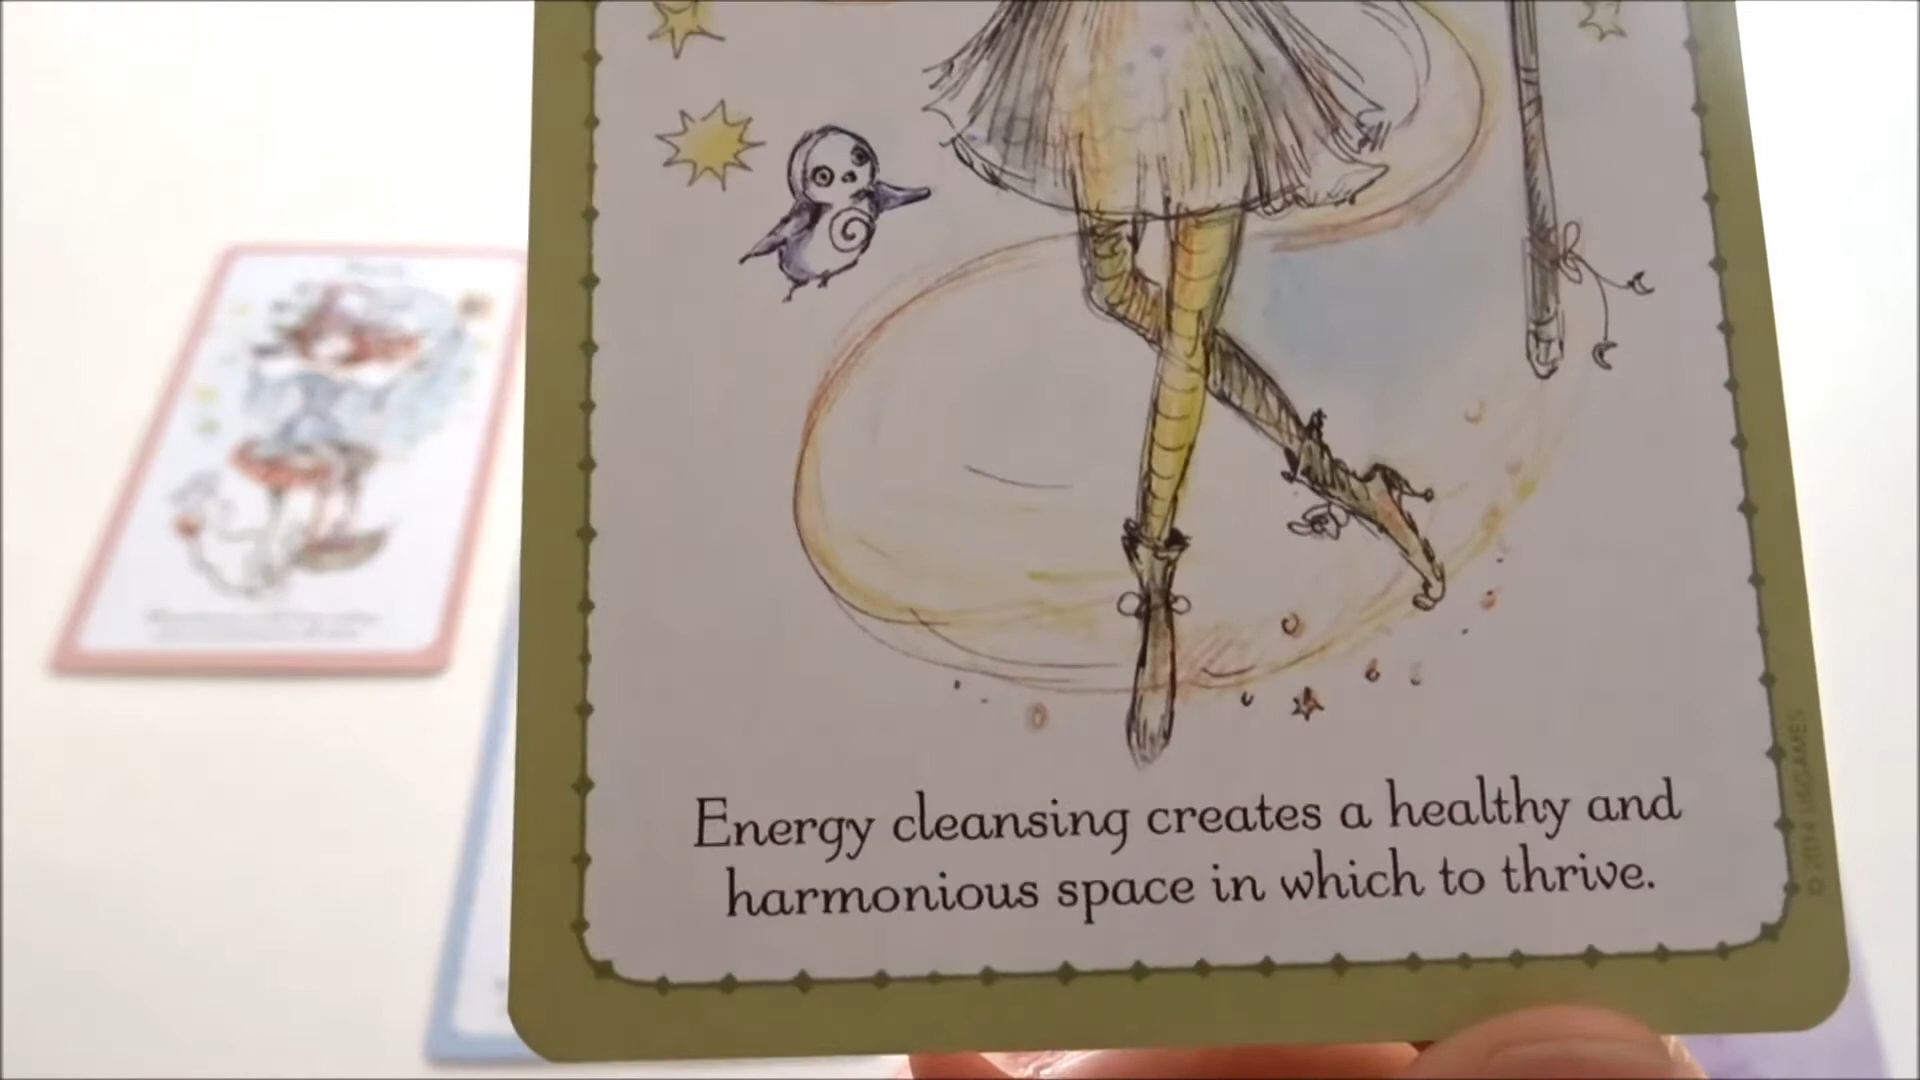 Energy cleansing creates a healthy and
harmonious space in which to thrive.